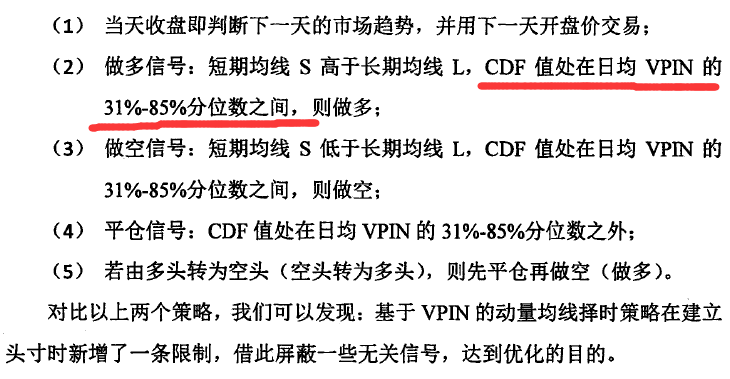 （1） 当天收盘即判断下一天的市场趋势，并用下一天开盘价交易；
（2） 做多信号：短期均线 S 高于长期均线 L，CDF 值处在日均 VPIN 的
31%-85%分位数之间，则做多；
（3） 做空信号：短期均线 S 低于长期均线 L，CDF 值处在日均 VPIN 的
31%-85%分位数之间，则做空；
（4） 平仓信号：CDF 值处在日均 VPIN 的 31%-85%分位数之外；
（5） 若由多头转为空头（空头转为多头），则先平仓再做空（做多）。
对比以上两个策略，我们可以发现：基于 VPIN 的动量均线择时策略在建立
头寸时新增了一条限制，借此屏蔽一些无关信号，达到优化的目的。